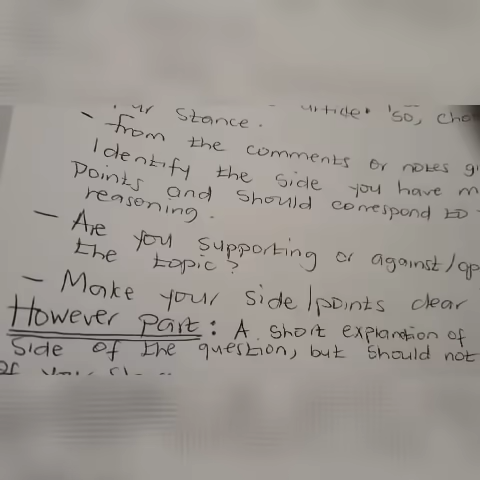 Stance. 'so,
- from the comments or notes
Identify the side you have
points and should correspond to
reasoning.
- Are you supporting or against/
the topic?
- Make your side/points clear
However Part: A short explanation of
Side of the question, but should not